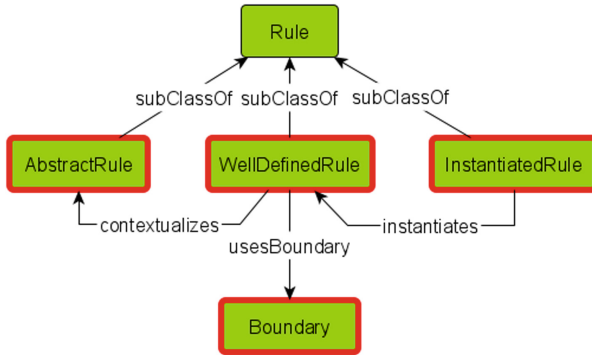 Rule
subClassOf subClassOf subClassOf
AbstractRule WellDefinedRule InstantiatedRule
contextualizes instantiates
usesBoundary
Boundary